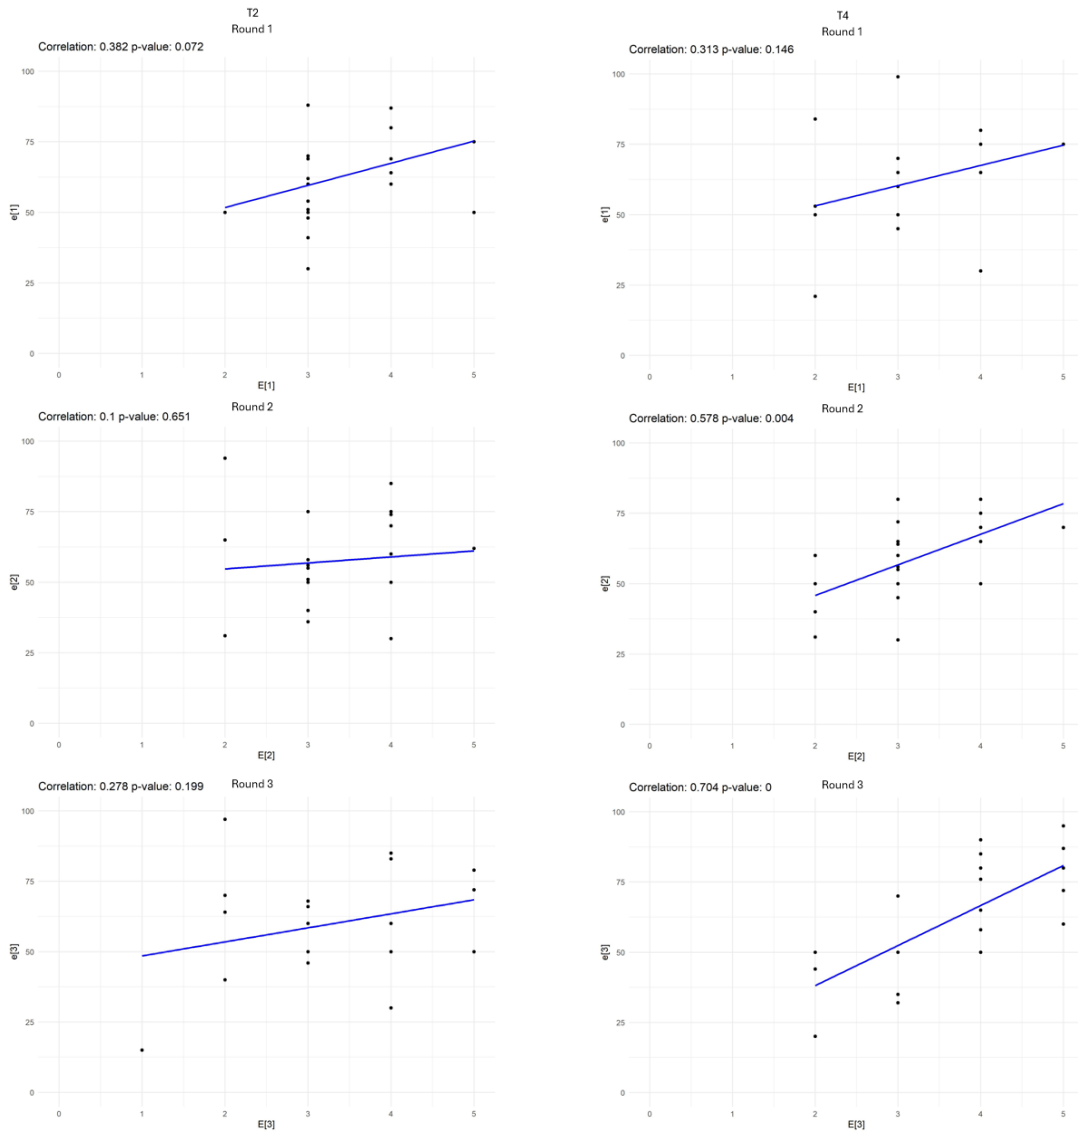 T2
Round 1
Correlation: 0.382 p-value: 0.072
100
75
50
25
0
e[1]
0 1 2 3 4 5
E[1]
T4
Round 1
Correlation: 0.313 p-value: 0.146
100
75
50
25
0
e[1]
0 1 2 3 4 5
E[1]
Round 2
Correlation: 0.1 p-value: 0.651
100
75
50
25
0
e[2]
0 1 2 3 4 5
E[2]
Round 2
Correlation: 0.578 p-value: 0.004
100
75
50
25
0
e[2]
0 1 2 3 4 5
E[2]
Round 3
Correlation: 0.278 p-value: 0.199
100
75
50
25
0
e[3]
0 1 2 3 4 5
E[3]
Round 3
Correlation: 0.704 p-value: 0
100
75
50
25
0
e[3]
0 1 2 3 4 5
E[3]